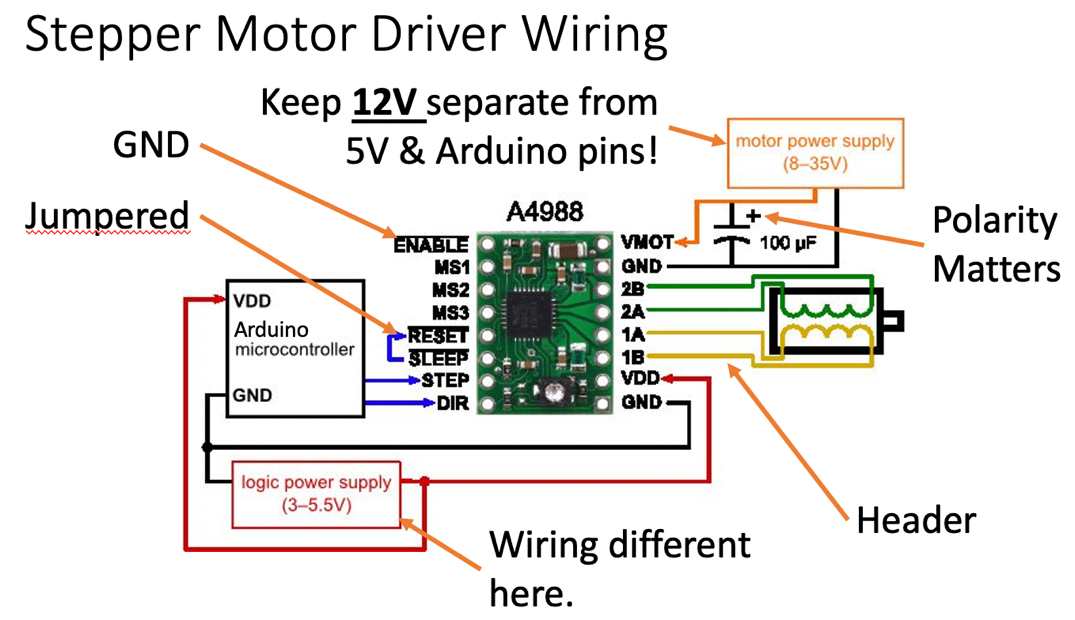 Stepper Motor Driver Wiring
Keep 12V separate from
5V & Arduino pins!
GND
Jumpered
motor power supply
(8–35V)
A4988
Polarity
Matters
+
100 µF
ENABLE
MS1
MS2
MS3
RESET
SLEEP
STEP
DIR
VMOT
GND
2B
2A
1A
1B
VDD
GND
VDD
Arduino
microcontroller
GND
logic power supply
(3–5.5V)
Header
Wiring different
here.